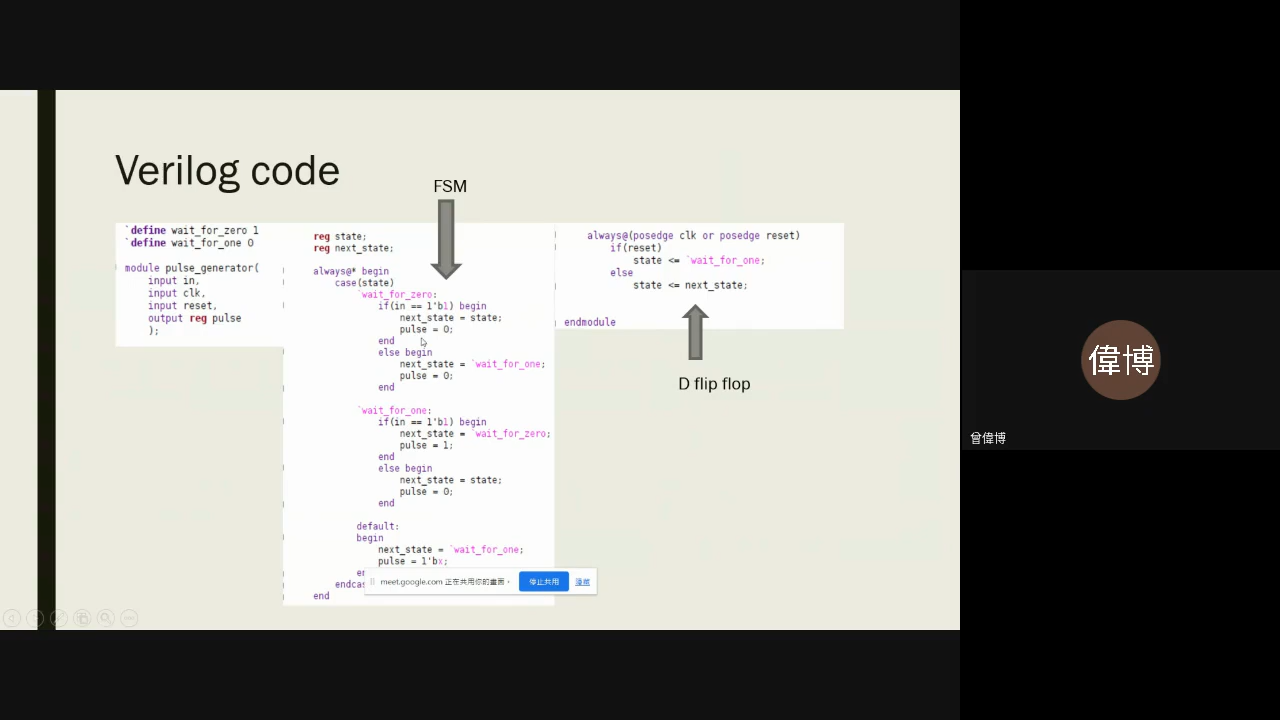 Verilog code
FSM
`define wait_for_zero 1
`define wait_for_one 0
module pulse_generator(
input in,
input clk,
input reset,
output reg pulse
);
reg state;
reg next_state;
always@* begin
case(state)
`wait_for_zero:
if(in == 1'b1) begin
next_state = state;
pulse = 0;
end
else begin
next_state = `wait_for_one;
pulse = 0;
end
`wait_for_one:
if(in == 1'b1) begin
next_state = `wait_for_zero;
pulse = 1;
end
else begin
next_state = state;
pulse = 0;
end
default:
begin
next_state = `wait_for_one;
pulse = 1'bx;
end
always@(posedge clk or posedge reset)
if(reset)
state <= `wait_for_one;
else
state <= next_state;
endmodule
D flip flop
meet.google.com 正在共用你的畫面。
停止共用
隱藏
偉博
曾偉博